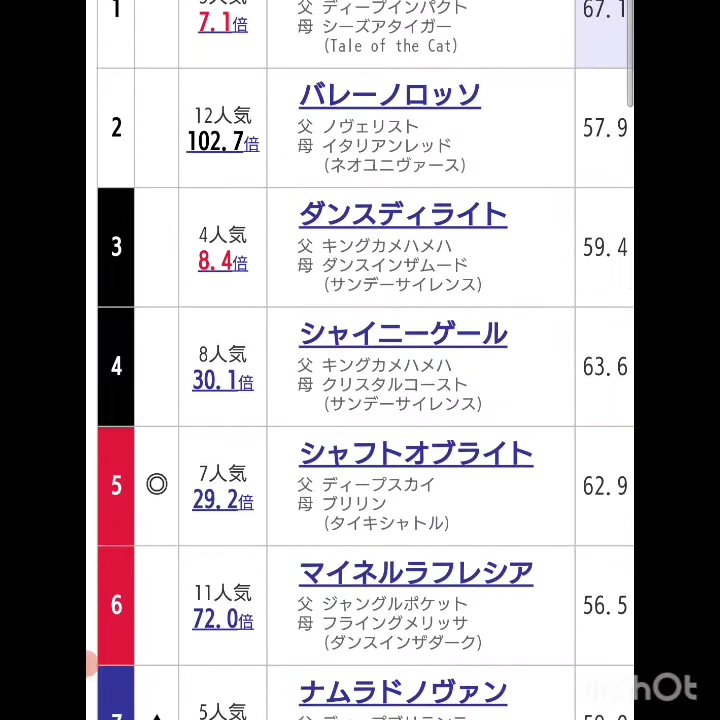 1
7.1倍
父 ディープインパクト
母 シーズアタイガー
(Tale of the Cat)
67.1
2
12人気
102.7倍
バレーノロッソ
父 ノヴェリスト
母 イタリアンレッド
(ネオユニヴァース)
57.9
3
4人気
8.4倍
ダンスディライト
父 キングカメハメハ
母 ダンスインザムード
(サンデーサイレンス)
59.4
4
8人気
30.1倍
シャイニーゲール
父 キングカメハメハ
母 クリスタルコースト
(サンデーサイレンス)
63.6
5
◎
7人気
29.2倍
シャフトオブライト
父 ディープスカイ
母 ブリリン
(タイキシャトル)
62.9
6
11人気
72.0倍
マイネルラフレシア
父 ジャングルポケット
母 フライングメリッサ
(ダンスインザダーク)
56.5
5人気
ナムラドノヴァン